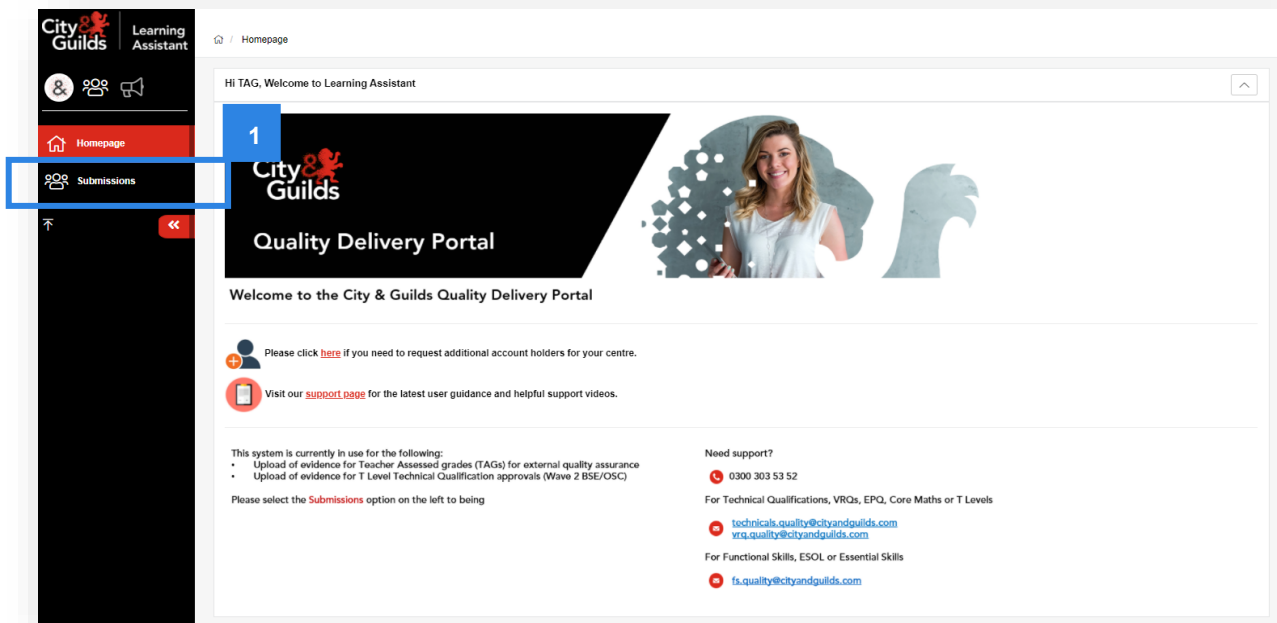 City & Guilds
Learning Assistant
Homepage
&
Homepage
Submissions
Hi TAG, Welcome to Learning Assistant
1
City & Guilds
Quality Delivery Portal
Welcome to the City & Guilds Quality Delivery Portal
Please click here if you need to request additional account holders for your centre.
Visit our support page for the latest user guidance and helpful support videos.
This system is currently in use for the following:
• Upload of evidence for Teacher Assessed grades (TAGs) for external quality assurance
• Upload of evidence for T Level Technical Qualification approvals (Wave 2 BSE/OSC)
Please select the Submissions option on the left to being
Need support?
0300 303 53 52
For Technical Qualifications, VRQs, EPQ, Core Maths or T Levels
technicals.quality@cityandguilds.com
vrq.quality@cityandguilds.com
For Functional Skills, ESOL or Essential Skills
fs.quality@cityandguilds.com